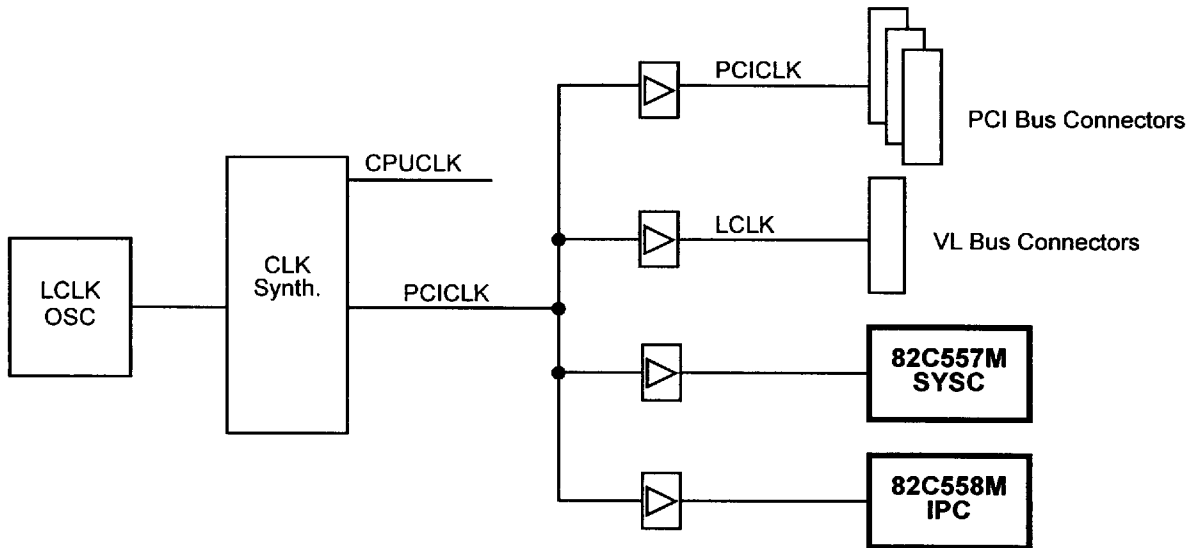 PCICLK
PCI Bus Connectors
CPUCLK
LCLK
VL Bus Connectors
CLK
Synth.
LCLK
OSC
PCICLK
82C557M
SYSC
82C558M
IPC